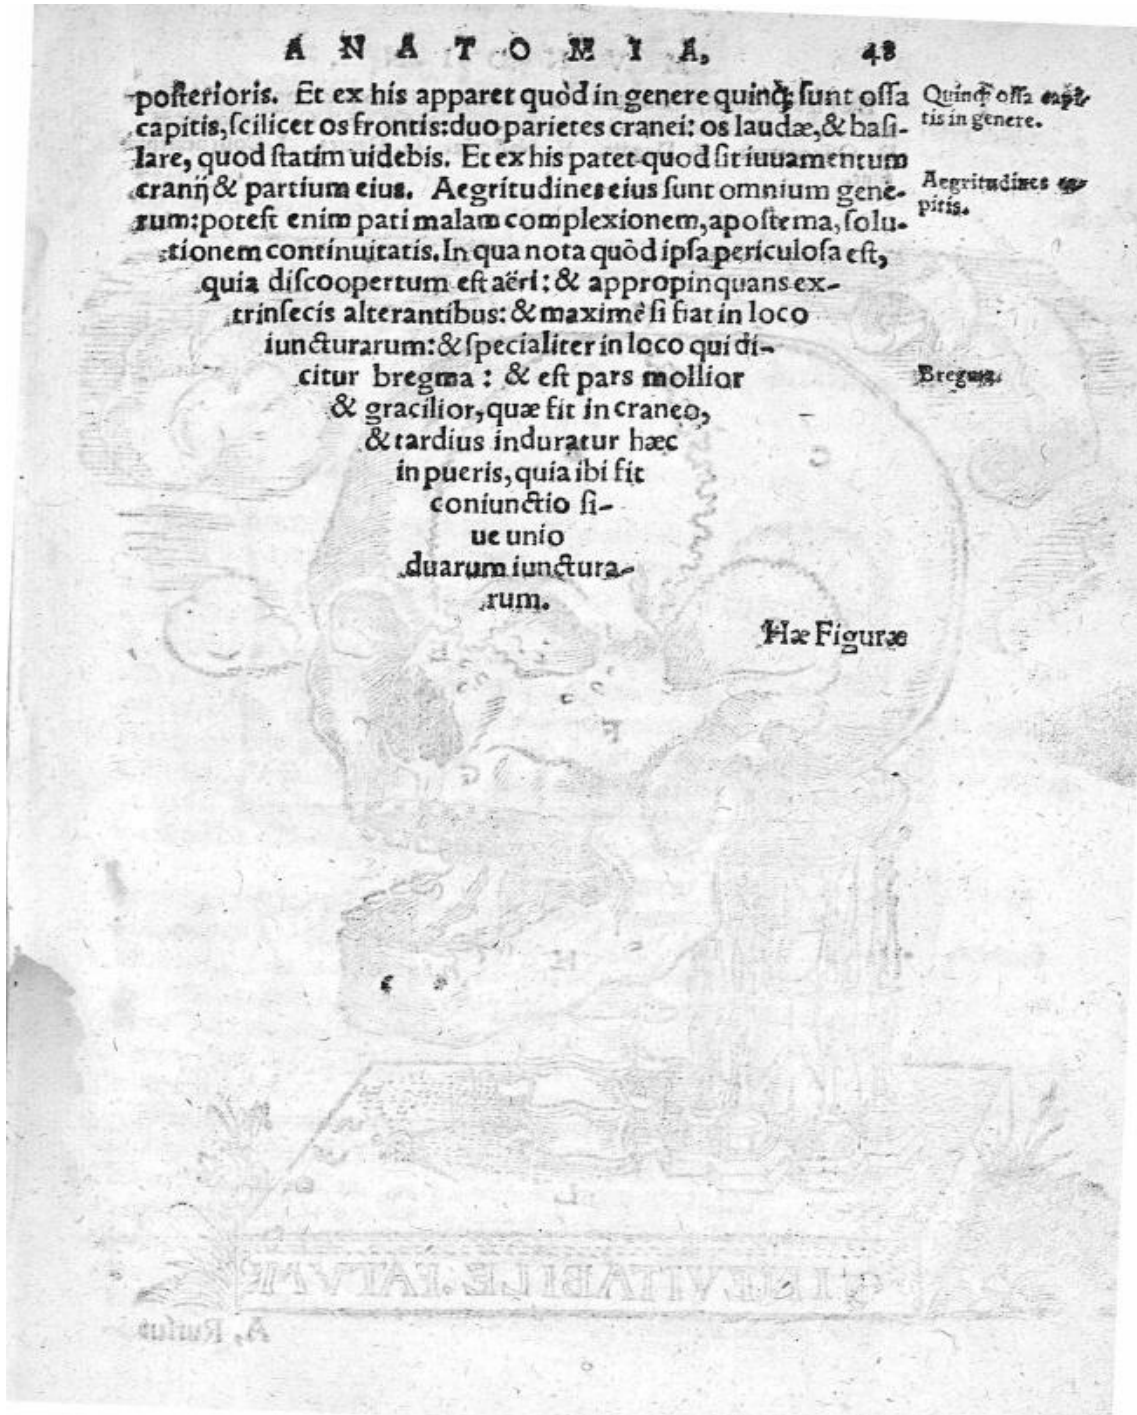 ANATOMIA, 48
posterioris. Et ex his apparet quòd in genere quinq; sunt ossa
capitis, scilicet os frontis: duo parietes cranei: os laudæ, & basi-
lare, quod statim uidebis. Et ex his patet quod sit iuuamentum
cranij & partium eius. Aegritudines eius sunt omnium gene-
rum: potest enim pati malam complexionem, apostema, solu-
tionem continuitatis. In qua nota quòd ipsa periculosa est,
quia discoopertum est aëri: & appropinquans ex-
trinsecis alterantibus: & maximè si fiat in loco
iuncturarum: & specialiter in loco qui di-
citur bregma: & est pars mollior
& gracilior, quæ fit in craneo,
& tardius induratur hæc
in pueris, quia ibi fit
coniunctio si-
ue unio
duarum iunctura-
rum.
Hæ Figuræ
Quinq; ossa capi-
tis in genere.
Aegritudines ca-
pitis.
Bregma.
INEVITABILE FATVM
A, Rursus